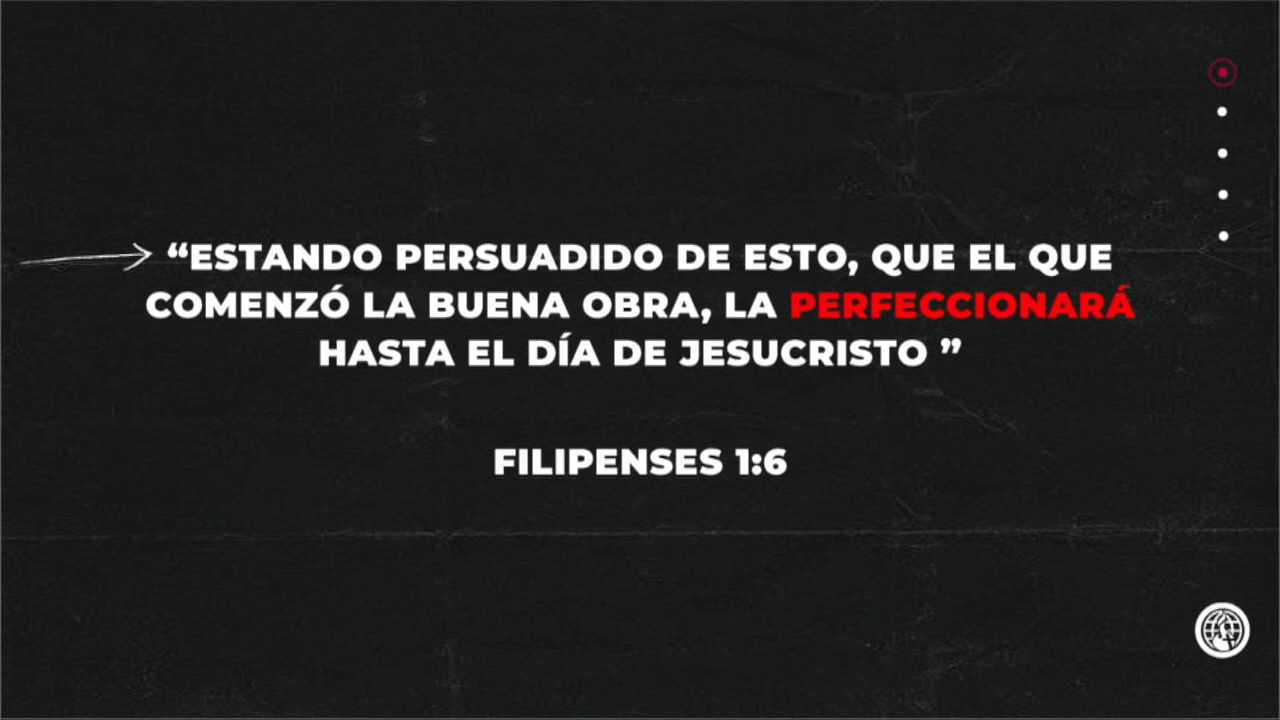 “ESTANDO PERSUADIDO DE ESTO, QUE EL QUE
COMENZÓ LA BUENA OBRA, LA PERFECCIONARÁ
HASTA EL DÍA DE JESUCRISTO ”
FILIPENSES 1:6